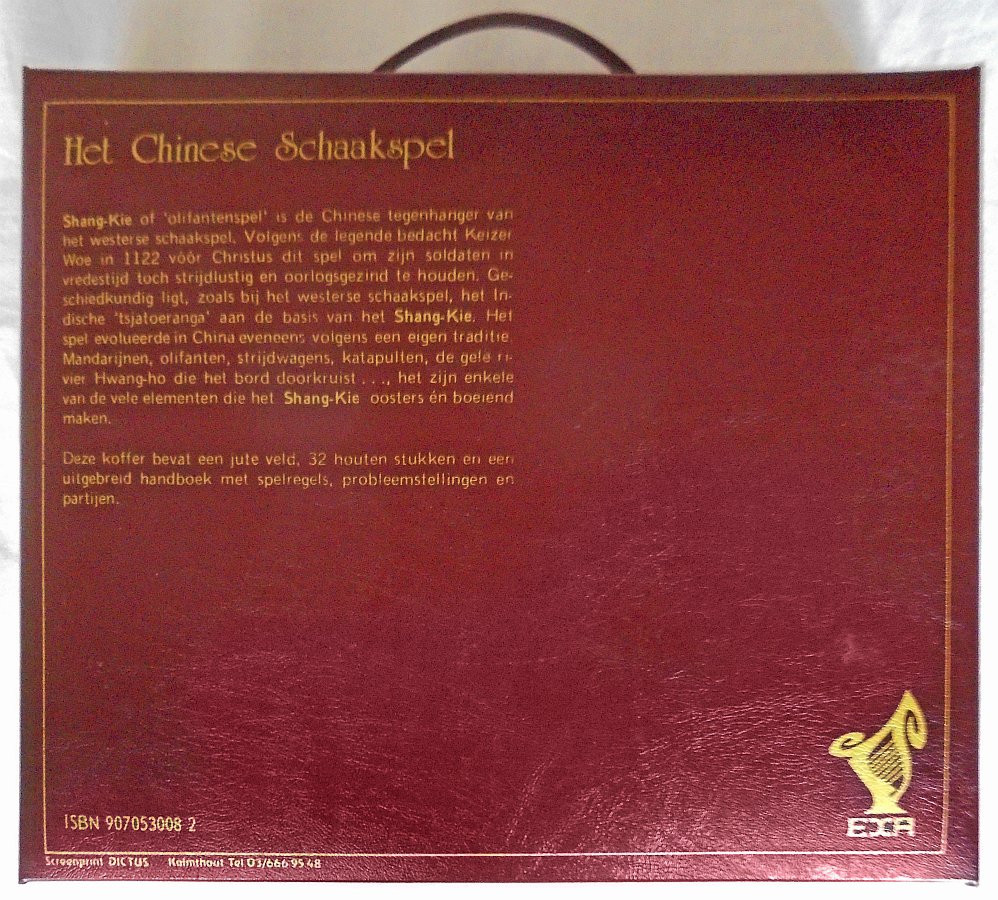 Het Chinese Schaakspel
Shang-Kie of 'olifantenspel' is de Chinese tegenhanger van
het westerse schaakspel. Volgens de legende bedacht Keizer
Woe in 1122 vóór Christus dit spel om zijn soldaten in
vredestijd toch strijdlustig en oorlogsgezind te houden. Ge-
schiedkundig ligt, zoals bij het westerse schaakspel, het In-
dische 'tsjatoeranga' aan de basis van het Shang-Kie. Het
spel evolueerde in China eveneens volgens een eigen traditie.
Mandarijnen, olifanten, strijdwagens, katapulten, de gele ri-
vier Hwang-ho die het bord doorkruist . . ., het zijn enkele
van de vele elementen die het Shang-Kie oosters én boeiend
maken.
Deze koffer bevat een jute veld, 32 houten stukken en een
uitgebreid handboek met spelregels, probleemstellingen en
partijen.
EXA
ISBN 907053008 2
Screenprint DICTUS Kalmthout Tel 03/666 95 48